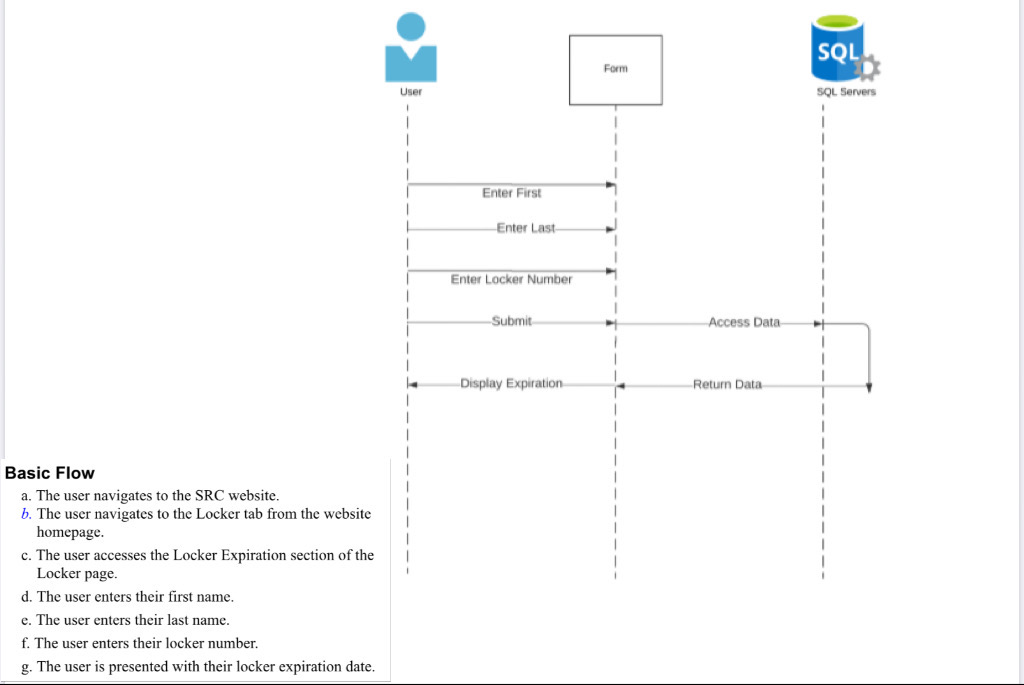 SQL
User
Form
SQL Servers
Enter First
Enter Last
Enter Locker Number
Submit
Access Data
Display Expiration
Return Data
Basic Flow
a. The user navigates to the SRC website.
b. The user navigates to the Locker tab from the website
homepage.
c. The user accesses the Locker Expiration section of the
Locker page.
d. The user enters their first name.
e. The user enters their last name.
f. The user enters their locker number.
g. The user is presented with their locker expiration date.